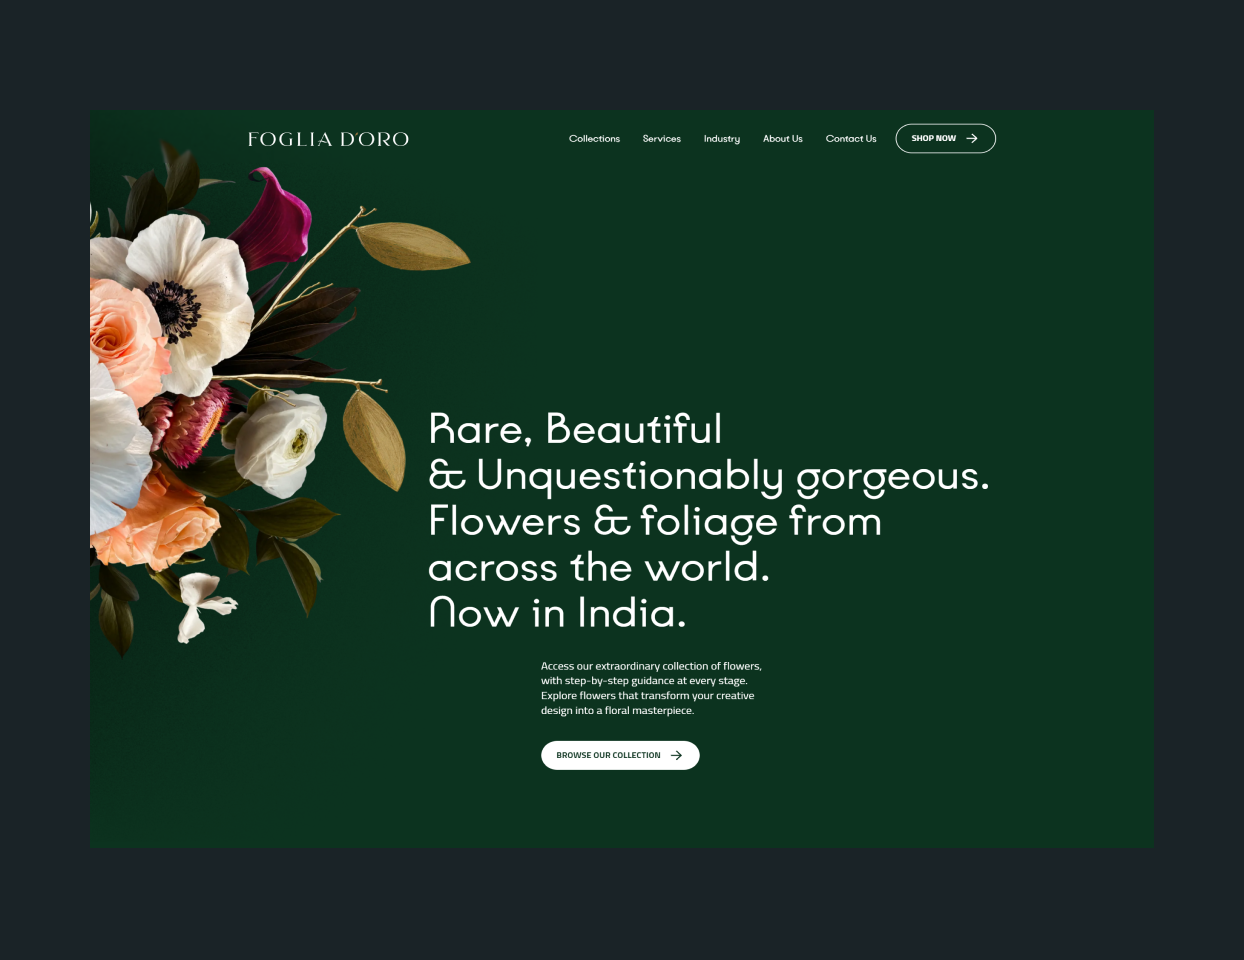 FOGLIA D'ORO
Collections
Services
Industry
About Us
Contact Us
SHOP NOW
Rare, Beautiful
& Unquestionably gorgeous.
Flowers & foliage from
across the world.
Now in India.
Access our extraordinary collection of flowers,
with step-by-step guidance at every stage.
Explore flowers that transform your creative
design into a floral masterpiece.
BROWSE OUR COLLECTION